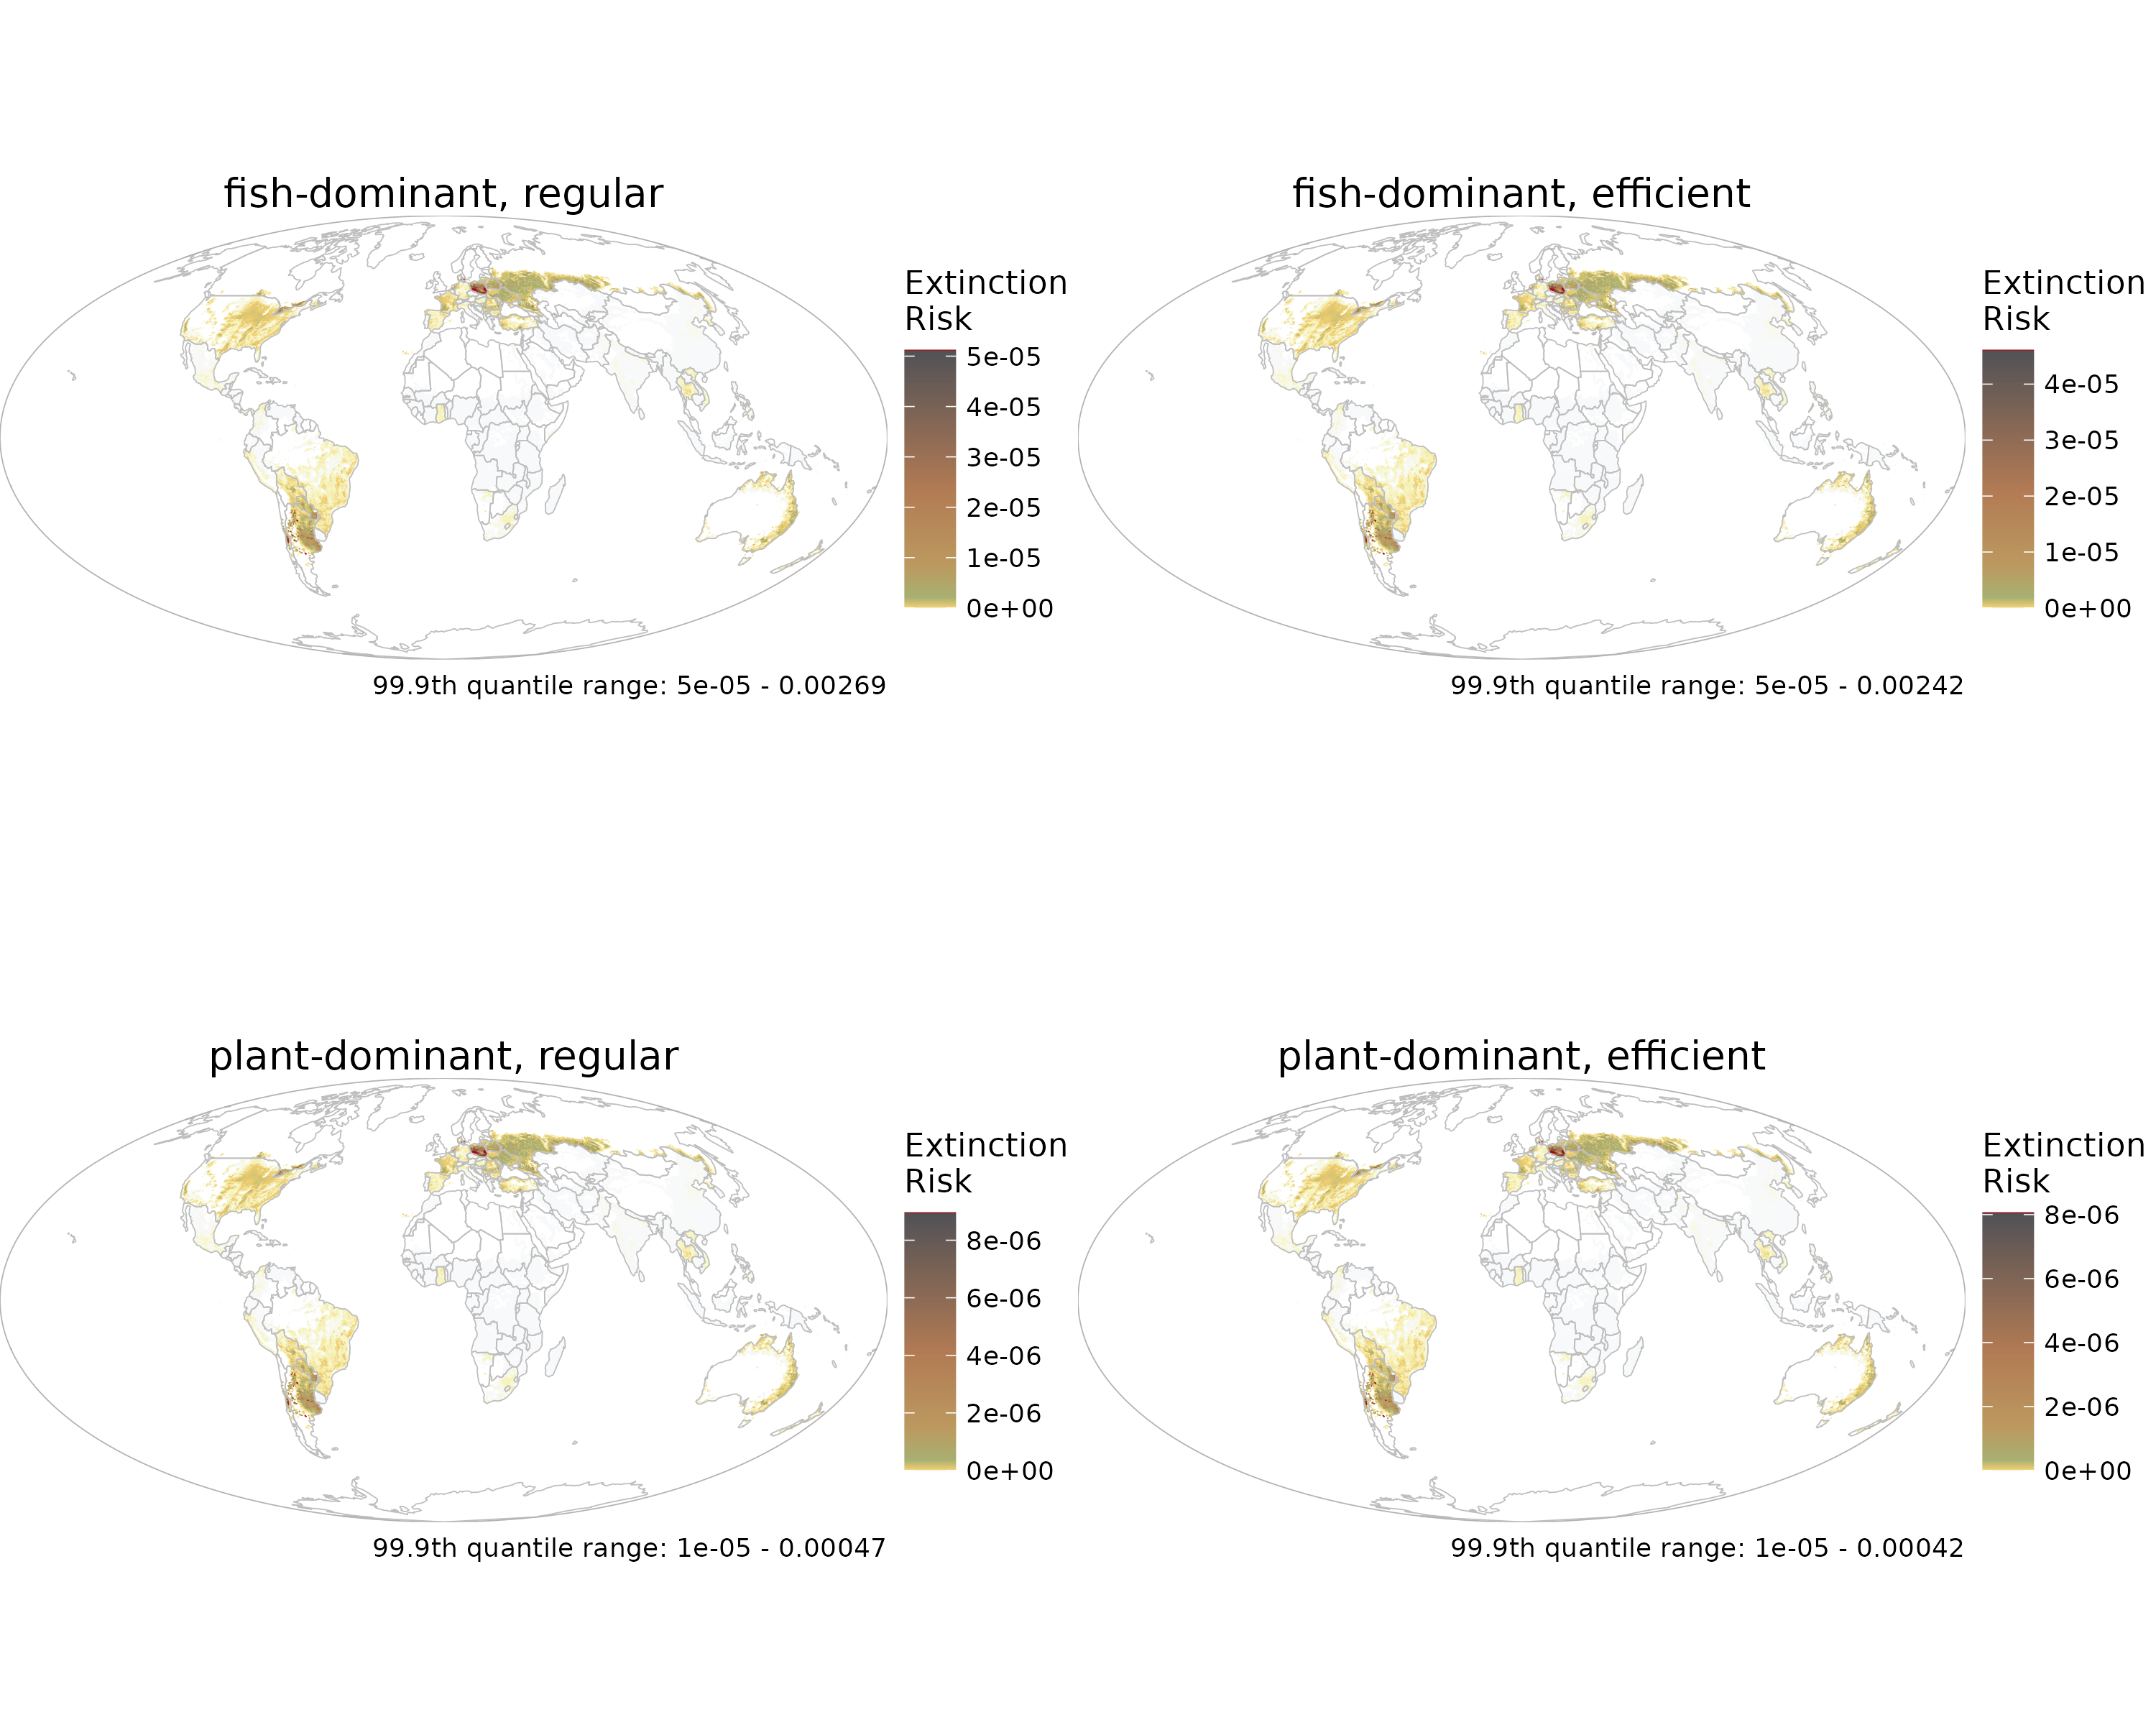 fish-dominant, regular
Extinction
Risk
5e-05
4e-05
3e-05
2e-05
1e-05
0e+00
99.9th quantile range: 5e-05 - 0.00269
fish-dominant, efficient
Extinction
Risk
4e-05
3e-05
2e-05
1e-05
0e+00
99.9th quantile range: 5e-05 - 0.00242
plant-dominant, regular
Extinction
Risk
8e-06
6e-06
4e-06
2e-06
0e+00
99.9th quantile range: 1e-05 - 0.00047
plant-dominant, efficient
Extinction
Risk
8e-06
6e-06
4e-06
2e-06
0e+00
99.9th quantile range: 1e-05 - 0.00042